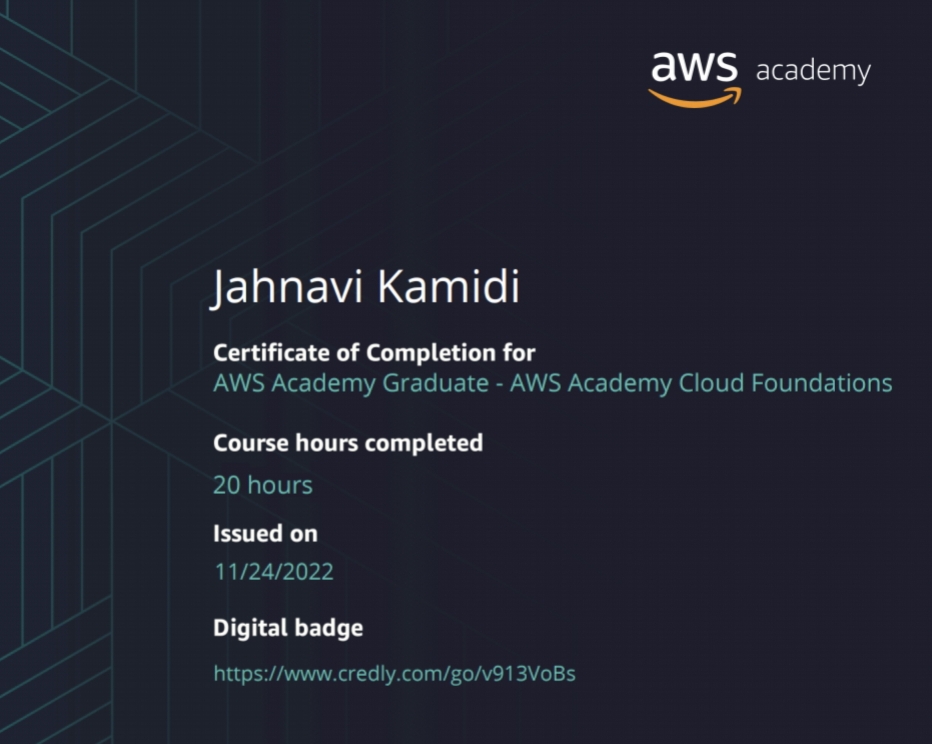 aws academy
Jahnavi Kamidi
Certificate of Completion for
AWS Academy Graduate - AWS Academy Cloud Foundations
Course hours completed
20 hours
Issued on
11/24/2022
Digital badge
https://www.credly.com/go/v913VoBs